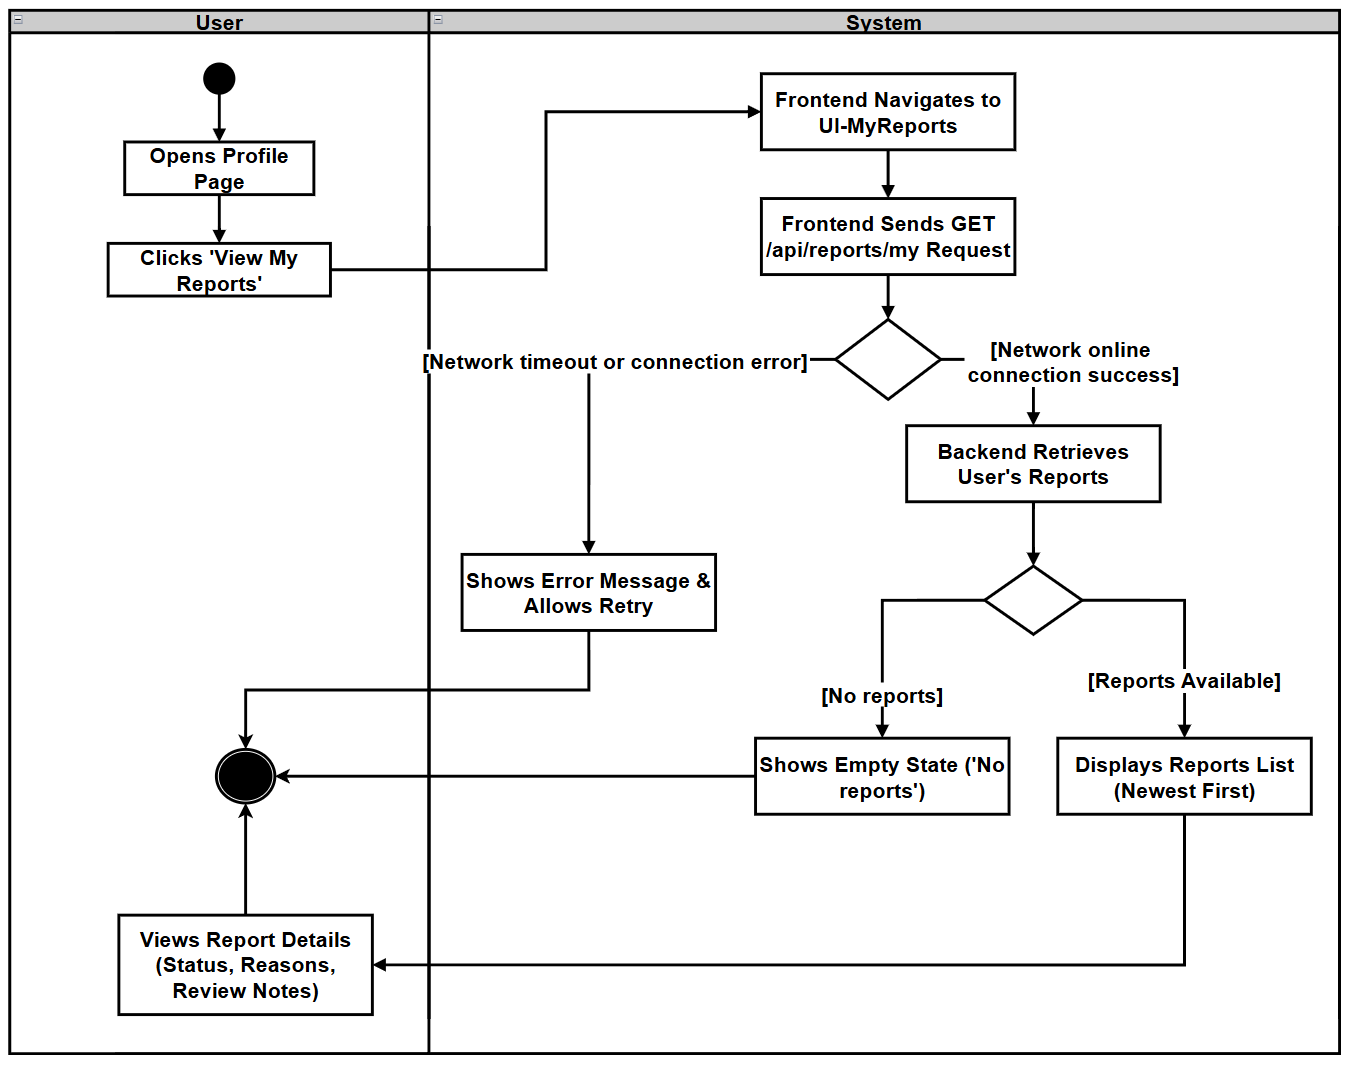 User
System
Opens Profile
Page
Clicks 'View My
Reports'
Frontend Navigates to
UI-MyReports
Frontend Sends GET
/api/reports/my Request
[Network timeout or connection error]
[Network online
connection success]
Backend Retrieves
User's Reports
Shows Error Message &
Allows Retry
[No reports]
[Reports Available]
Shows Empty State ('No
reports')
Displays Reports List
(Newest First)
Views Report Details
(Status, Reasons,
Review Notes)